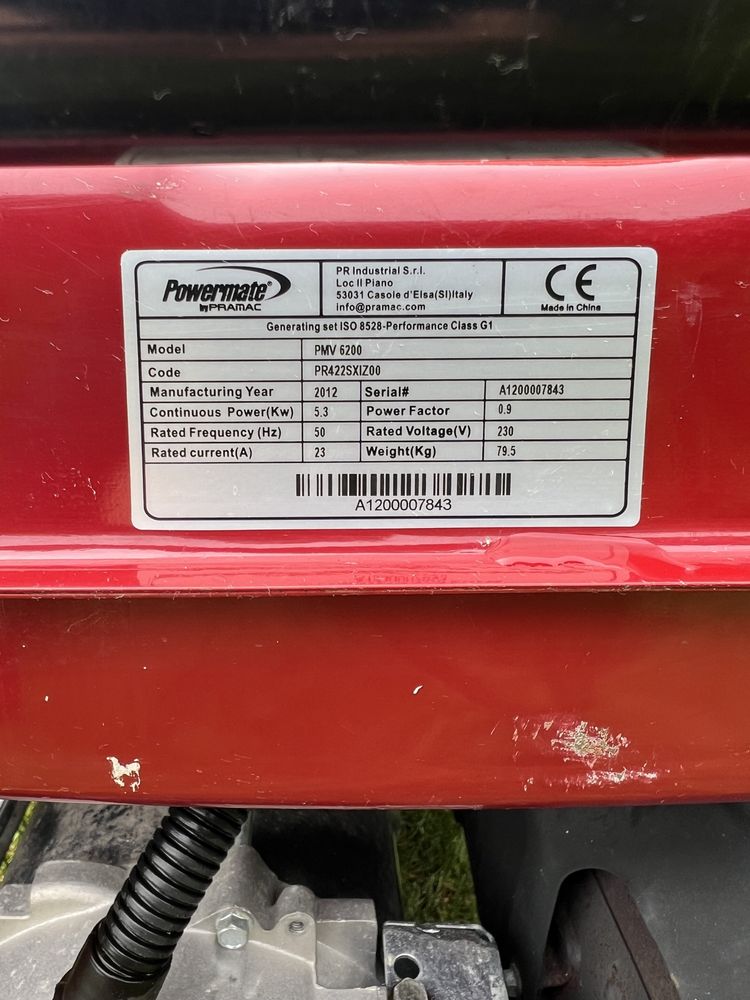 Powermate®
by PRAMAC
PR Industrial S.r.l.
Loc Il Piano
53031 Casole d'Elsa(SI)Italy
info@pramac.com
CE
Made in China
Generating set ISO 8528-Performance Class G1
Model PMV 6200
Code PR422SXIZ00
Manufacturing Year 2012 Serial# A1200007843
Continuous Power(Kw) 5.3 Power Factor 0.9
Rated Frequency (Hz) 50 Rated Voltage(V) 230
Rated current(A) 23 Weight(Kg) 79.5
A1200007843